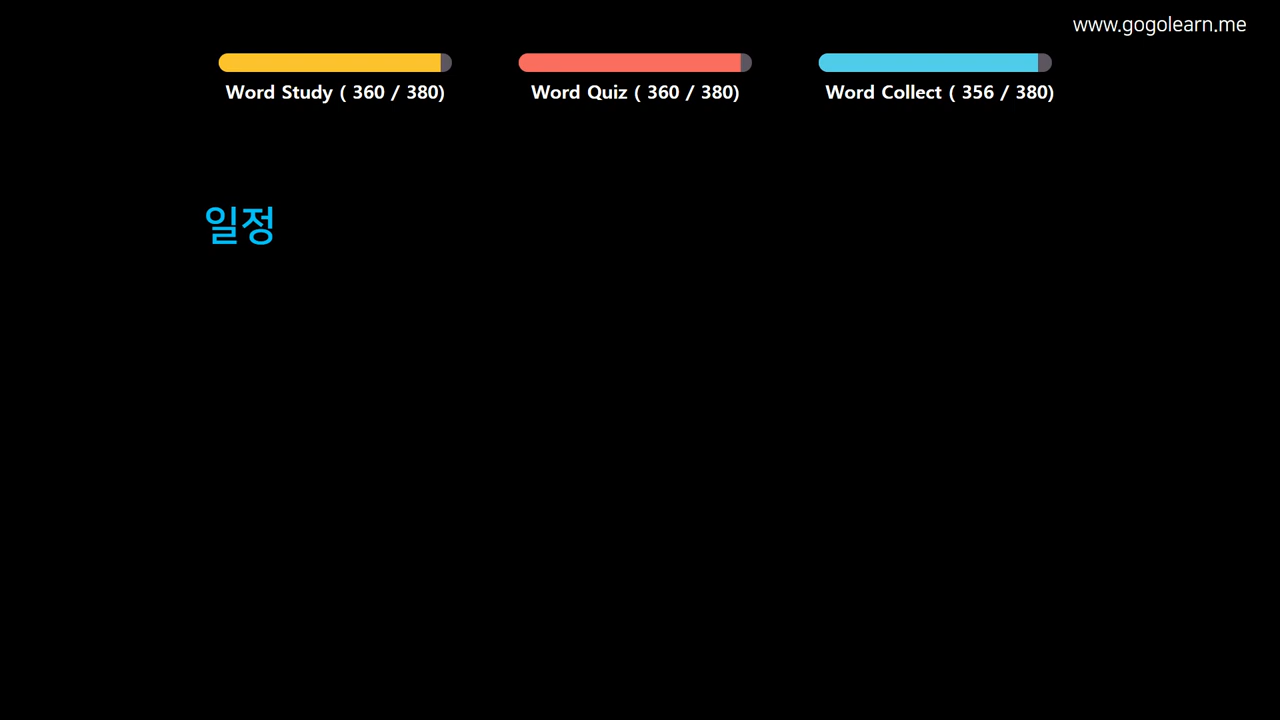 www.gogolearn.me
Word Study ( 360 / 380)
Word Quiz ( 360 / 380)
Word Collect ( 356 / 380)
일정